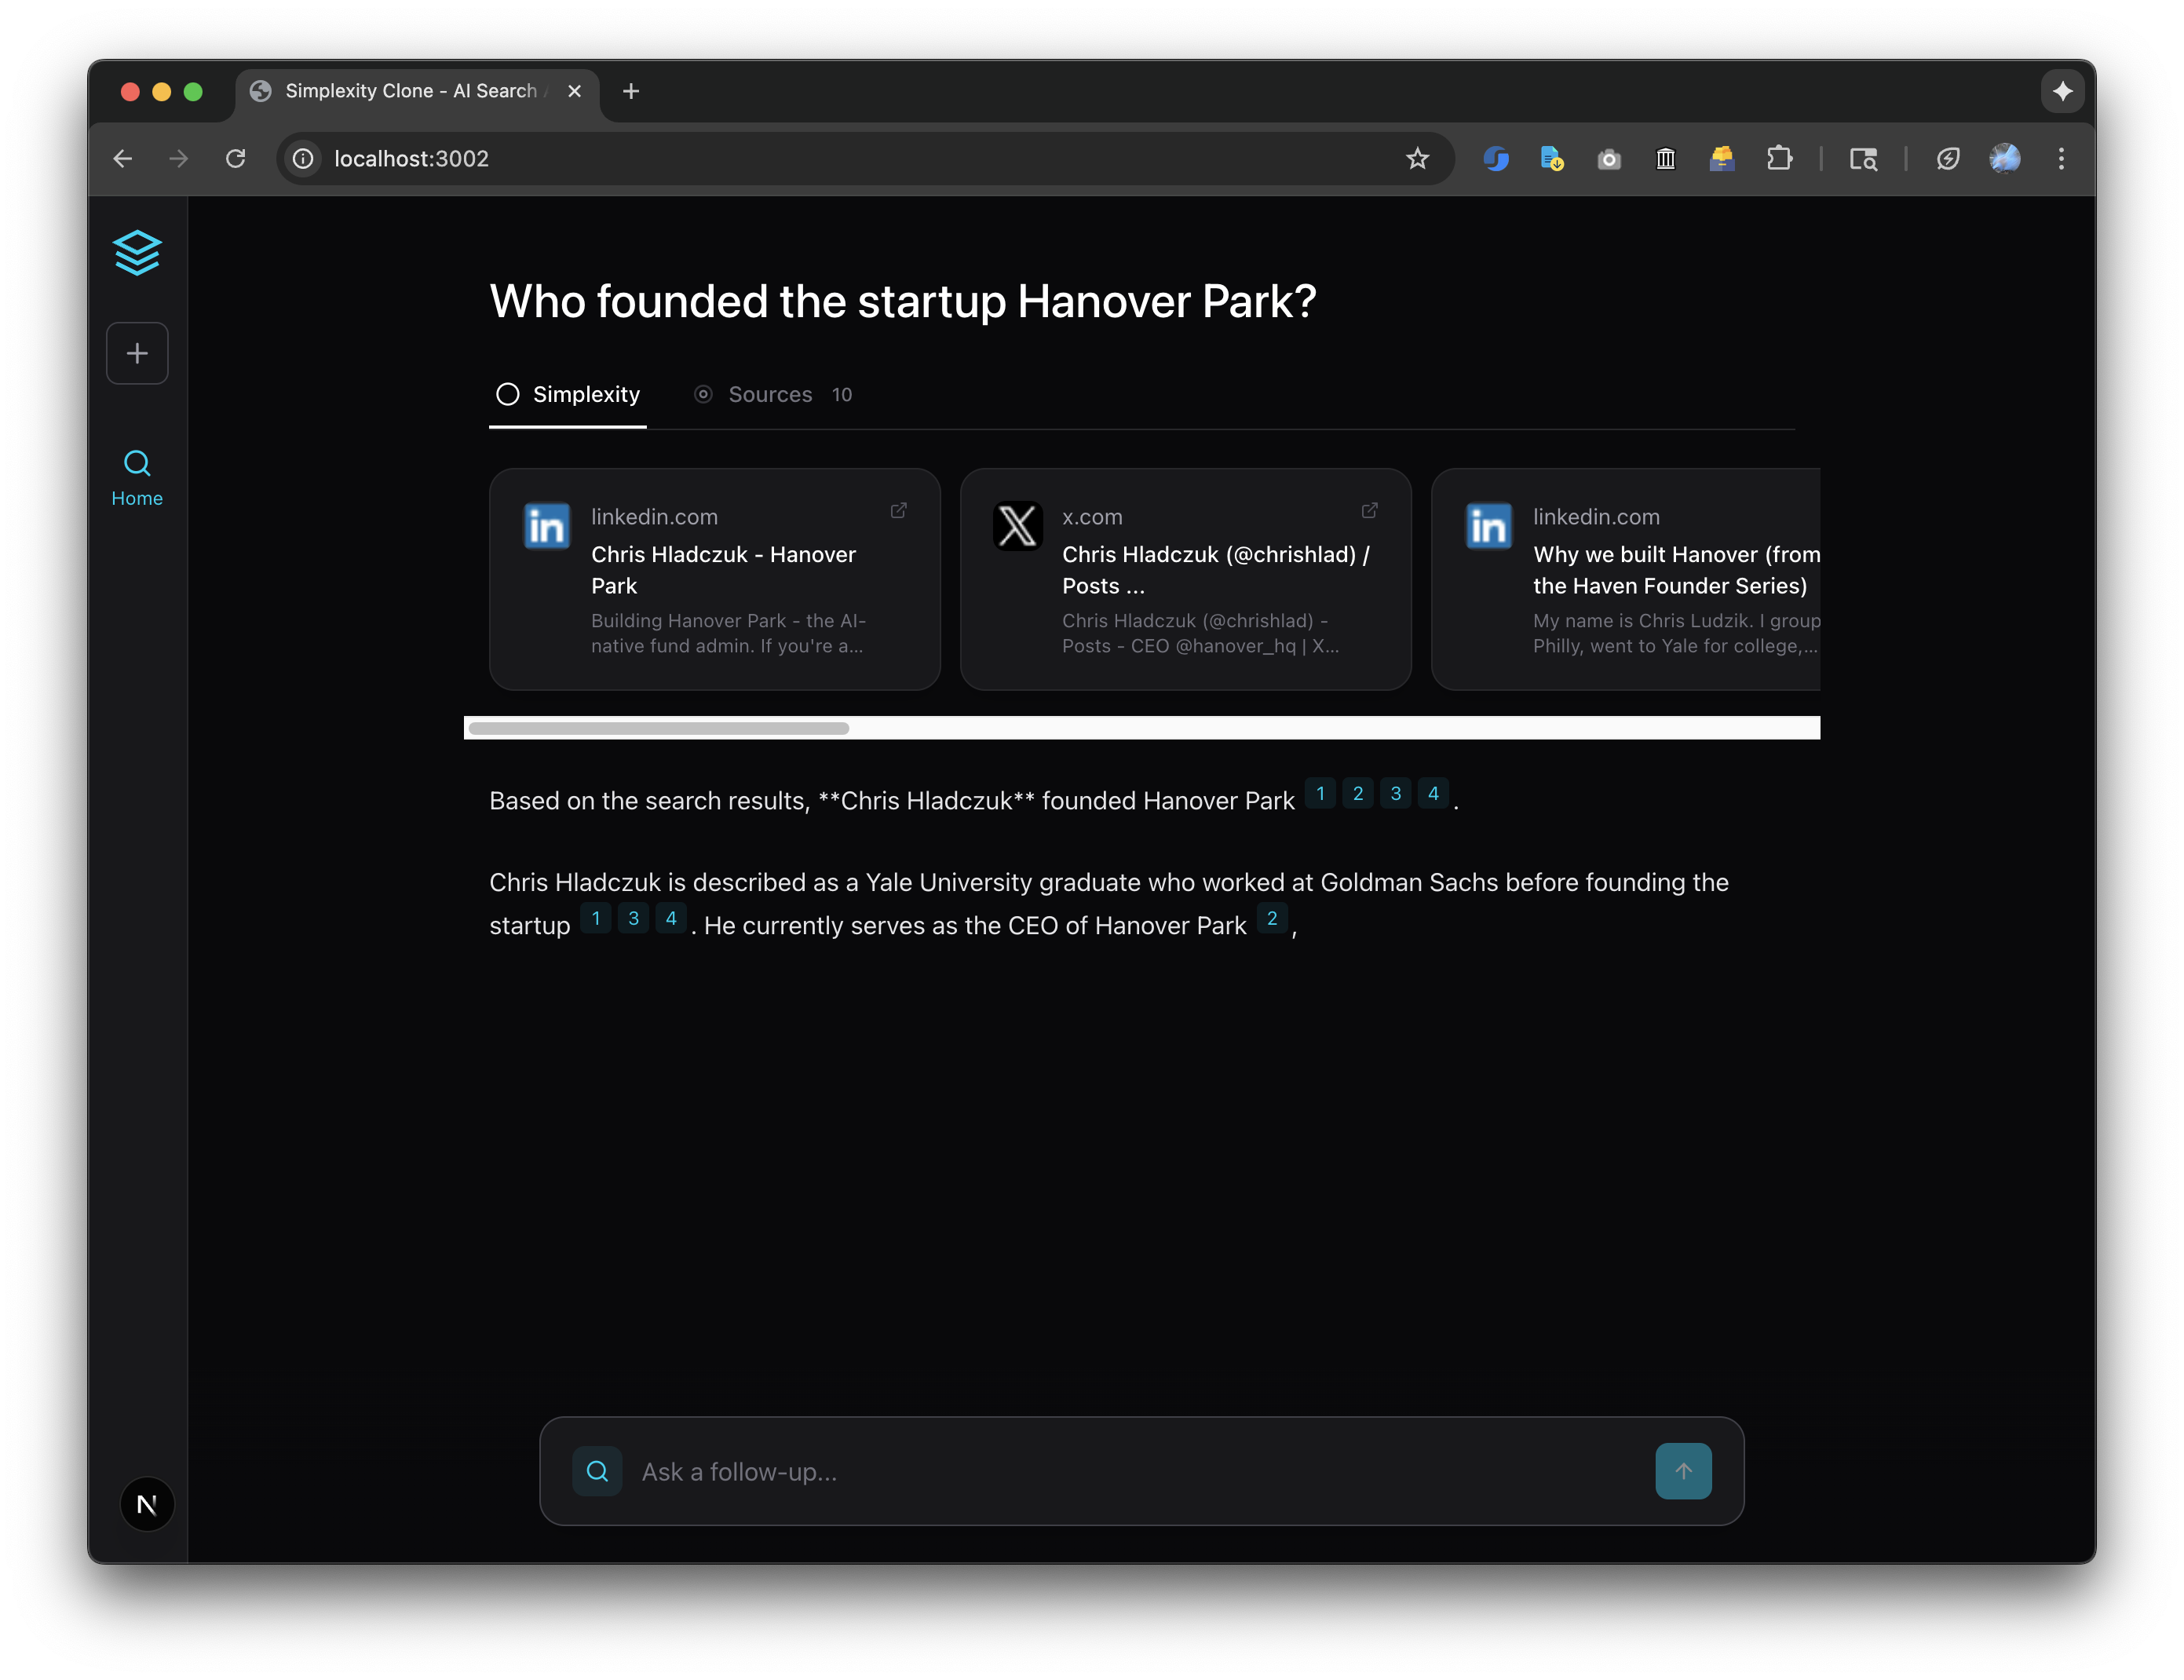 Simplexity Clone - AI Search
localhost:3002
Home
Who founded the startup Hanover Park?
Simplexity
Sources 10
linkedin.com
Chris Hladczuk - Hanover
Park
Building Hanover Park - the AI-
native fund admin. If you're a...
x.com
Chris Hladczuk (@chrishlad) /
Posts ...
Chris Hladczuk (@chrishlad) -
Posts - CEO @hanover_hq | X...
linkedin.com
Why we built Hanover (from
the Haven Founder Series)
My name is Chris Ludzik. I group
Philly, went to Yale for college,...
Based on the search results, **Chris Hladczuk** founded Hanover Park 1 2 3 4 .
Chris Hladczuk is described as a Yale University graduate who worked at Goldman Sachs before founding the
startup 1 3 4 . He currently serves as the CEO of Hanover Park 2 ,
Ask a follow-up...
N